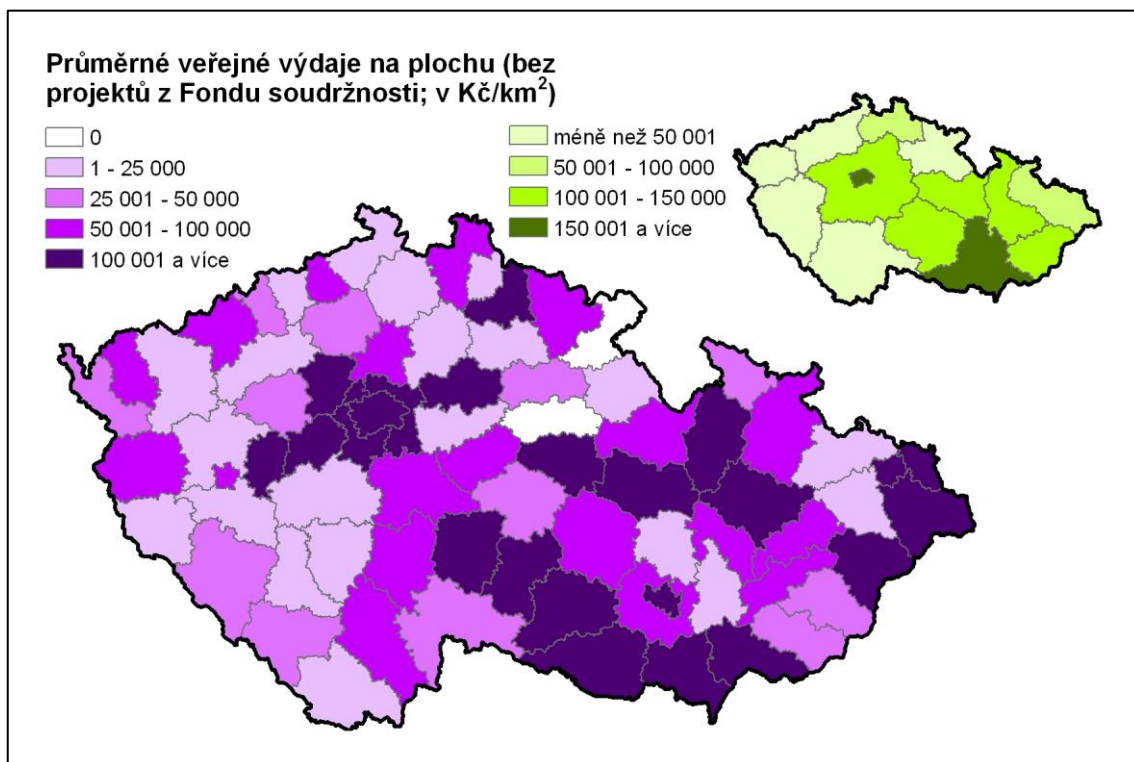 Průměrné veřejné výdaje na plochu (bez
projektů z Fondu soudržnosti; v Kč/km²)
0
1 - 25 000
25 001 - 50 000
50 001 - 100 000
100 001 a více
méně než 50 001
50 001 - 100 000
100 001 - 150 000
150 001 a více